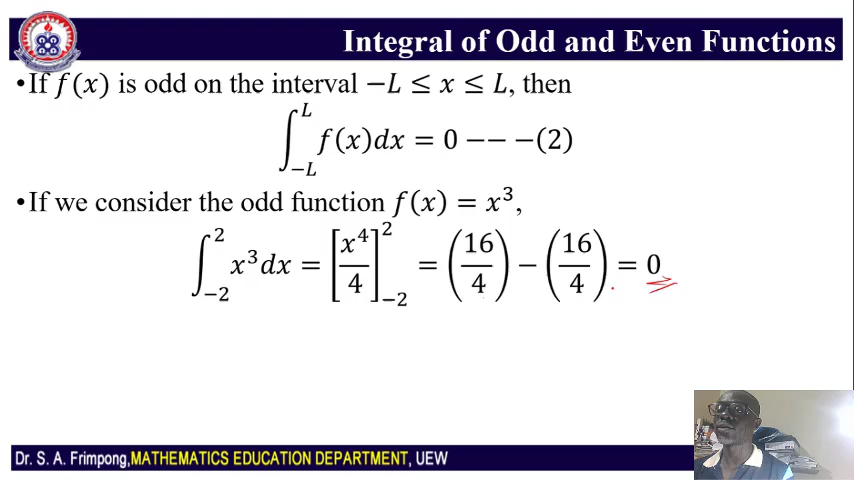 Integral of Odd and Even Functions
•If f(x) is odd on the interval −L ≤ x ≤ L, then
∫_{−L}^{L} f(x)dx = 0 −− −(2)
•If we consider the odd function f(x) = x³,
∫_{−2}^{2} x³dx = [x⁴/4]_{−2}^{2} = (16/4) − (16/4) = 0
Dr. S. A. Frimpong,MATHEMATICS EDUCATION DEPARTMENT, UEW